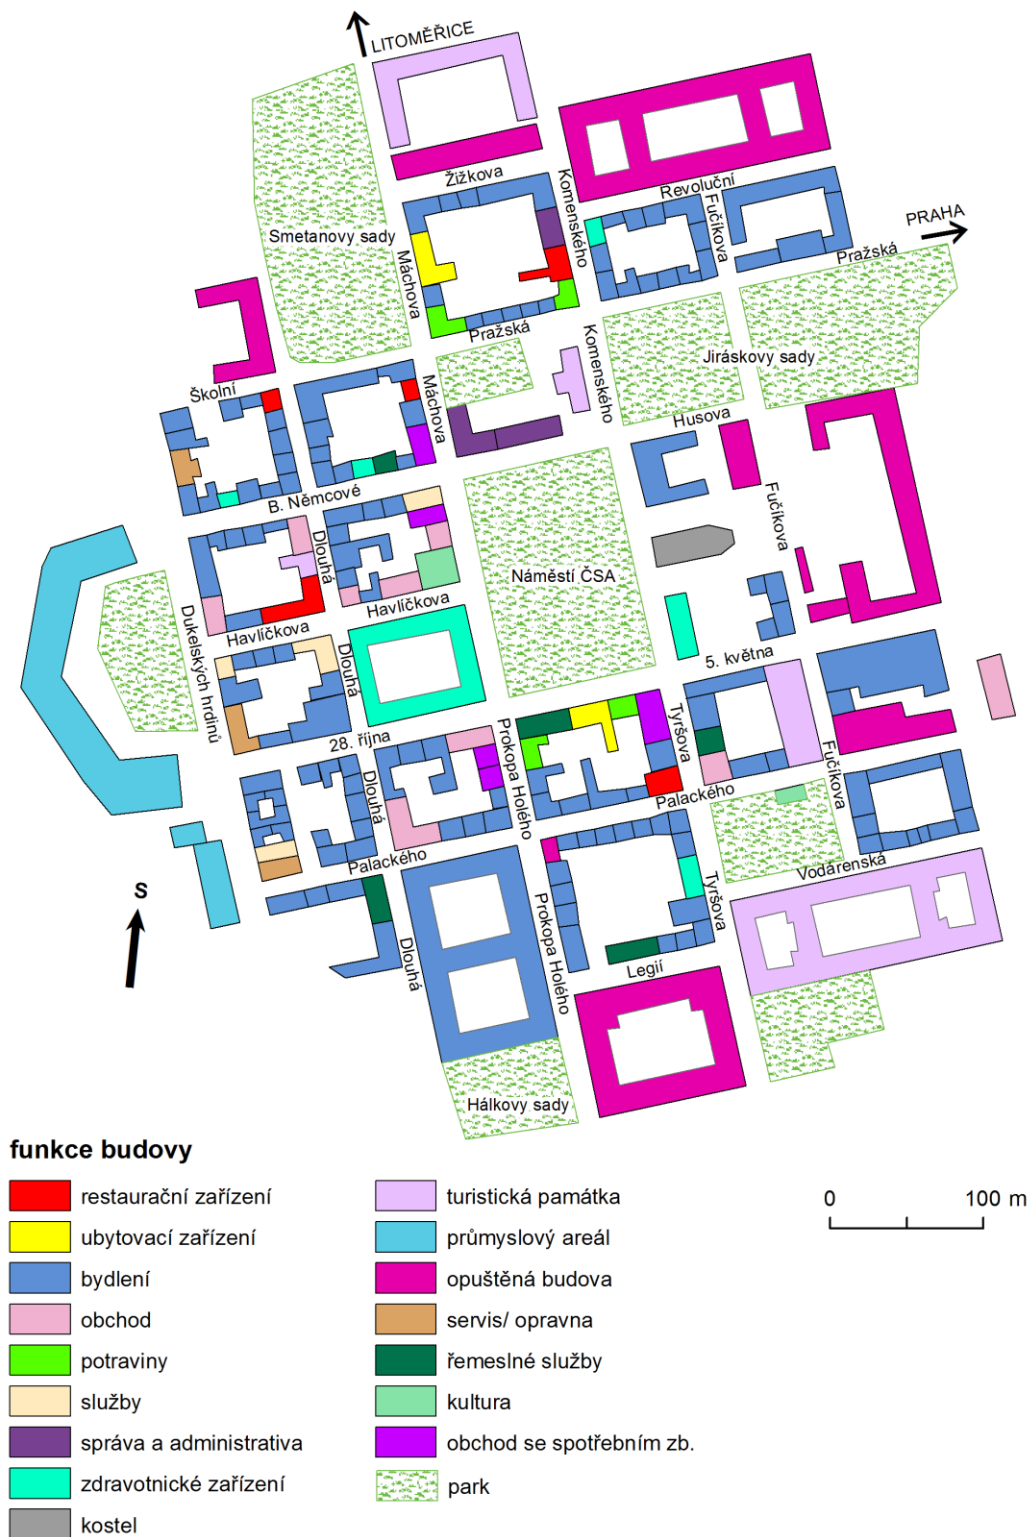 LITOMĚŘICE
Žižkova
Komenského
Revoluční
Fučíkova
PRAHA
Smetanovy sady
Máchova
Pražská
Pražská
Komenského
Jiráskovy sady
Školní
Máchova
Husova
B. Němcové
Fučíkova
Dlouhá
Náměstí ČSA
Havlíčkova
Havlíčkova
Dukelských hrdinů
Dlouhá
5. května
28. října
Prokopa Holého
Tyršova
Dlouhá
Fučíkova
Palackého
Palackého
Vodárenská
S
Tyršova
Prokopa Holého
Dlouhá
Legií
Hálkovy sady
funkce budovy
restaurační zařízení
ubytovací zařízení
bydlení
obchod
potraviny
služby
správa a administrativa
zdravotnické zařízení
kostel
turistická památka
průmyslový areál
opuštěná budova
servis/ opravna
řemeslné služby
kultura
obchod se spotřebním zb.
park
0 100 m